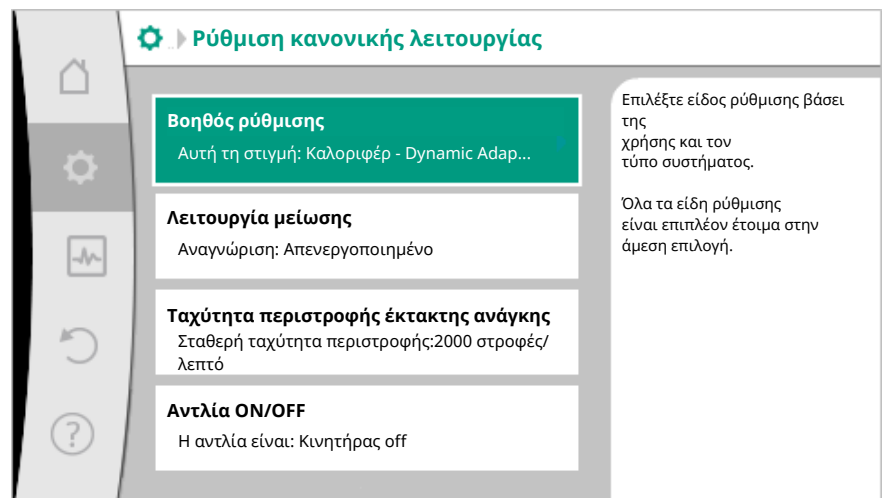 Ρύθμιση κανονικής λειτουργίας
Βοηθός ρύθμισης
Αυτή τη στιγμή: Καλοριφέρ - Dynamic Adap...
Λειτουργία μείωσης
Αναγνώριση: Απενεργοποιημένο
Ταχύτητα περιστροφής έκτακτης ανάγκης
Σταθερή ταχύτητα περιστροφής:2000 στροφές/
λεπτό
Αντλία ON/OFF
Η αντλία είναι: Κινητήρας off
Επιλέξτε είδος ρύθμισης βάσει
της
χρήσης και τον
τύπο συστήματος.
Όλα τα είδη ρύθμισης
είναι επιπλέον έτοιμα στην
άμεση επιλογή.